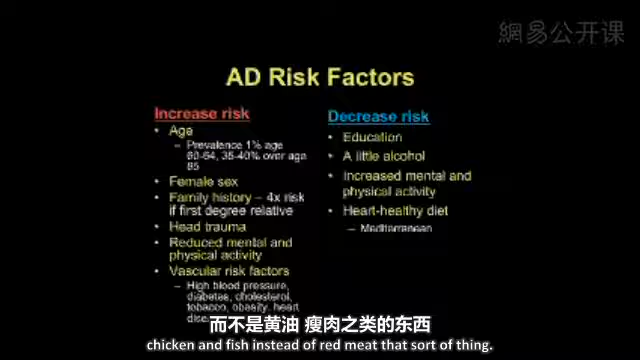 網易公开课
AD Risk Factors
Increase risk
• Age
– Prevalence 1% age
60-64, 35-40% over age
85
• Female sex
• Family history – 4x risk
if first degree relative
• Head trauma
• Reduced mental and
physical activity
• Vascular risk factors
– High blood pressure,
diabetes, cholesterol,
tobacco, obesity, heart
Decrease risk
• Education
• A little alcohol
• Increased mental and
physical activity
• Heart-healthy diet
– Mediterranean
而不是黄油 瘦肉之类的东西
chicken and fish instead of red meat that sort of thing.